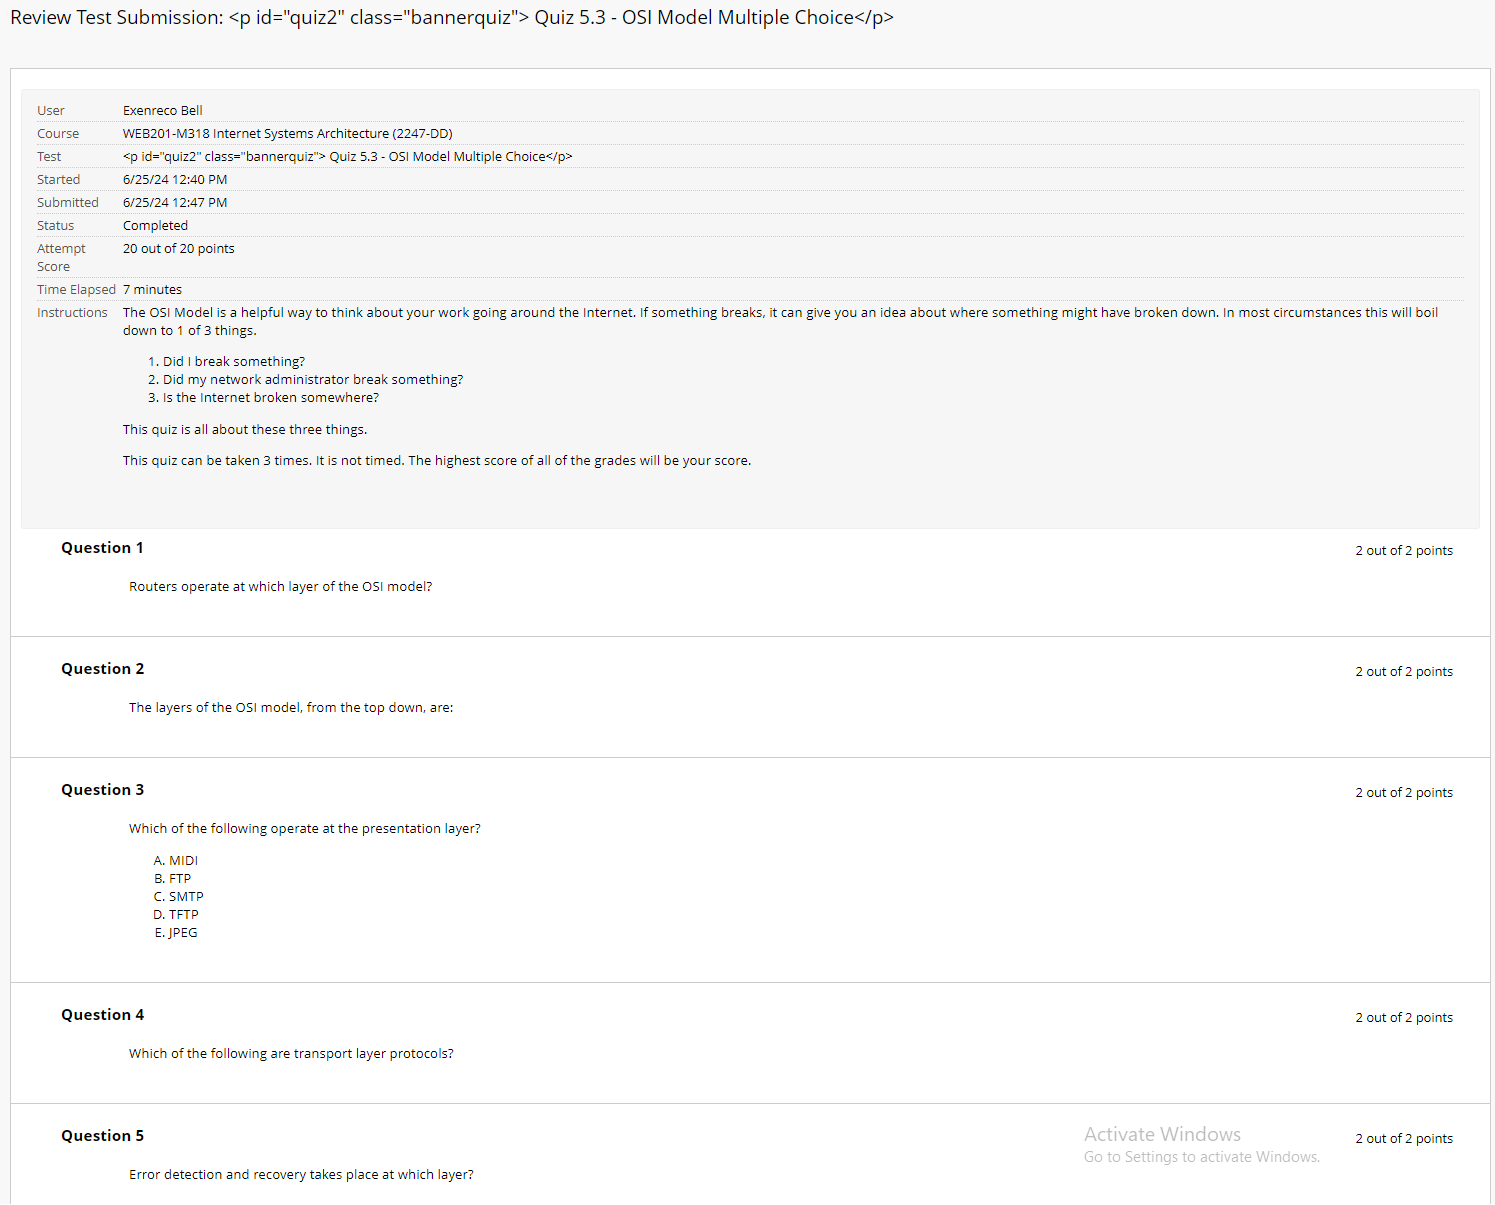 Review Test Submission: <p id="quiz2" class="bannerquiz"> Quiz 5.3 - OSI Model Multiple Choice</p>
User Exenreco Bell
Course WEB201-M318 Internet Systems Architecture (2247-DD)
Test <p id="quiz2" class="bannerquiz"> Quiz 5.3 - OSI Model Multiple Choice</p>
Started 6/25/24 12:40 PM
Submitted 6/25/24 12:47 PM
Status Completed
Attempt Score 20 out of 20 points
Time Elapsed 7 minutes
Instructions The OSI Model is a helpful way to think about your work going around the Internet. If something breaks, it can give you an idea about where something might have broken down. In most circumstances this will boil
down to 1 of 3 things.
1. Did I break something?
2. Did my network administrator break something?
3. Is the Internet broken somewhere?
This quiz is all about these three things.
This quiz can be taken 3 times. It is not timed. The highest score of all of the grades will be your score.
Question 1 2 out of 2 points
Routers operate at which layer of the OSI model?
Question 2 2 out of 2 points
The layers of the OSI model, from the top down, are:
Question 3 2 out of 2 points
Which of the following operate at the presentation layer?
A. MIDI
B. FTP
C. SMTP
D. TFTP
E. JPEG
Question 4 2 out of 2 points
Which of the following are transport layer protocols?
Question 5 2 out of 2 points
Error detection and recovery takes place at which layer?
Activate Windows
Go to Settings to activate Windows.